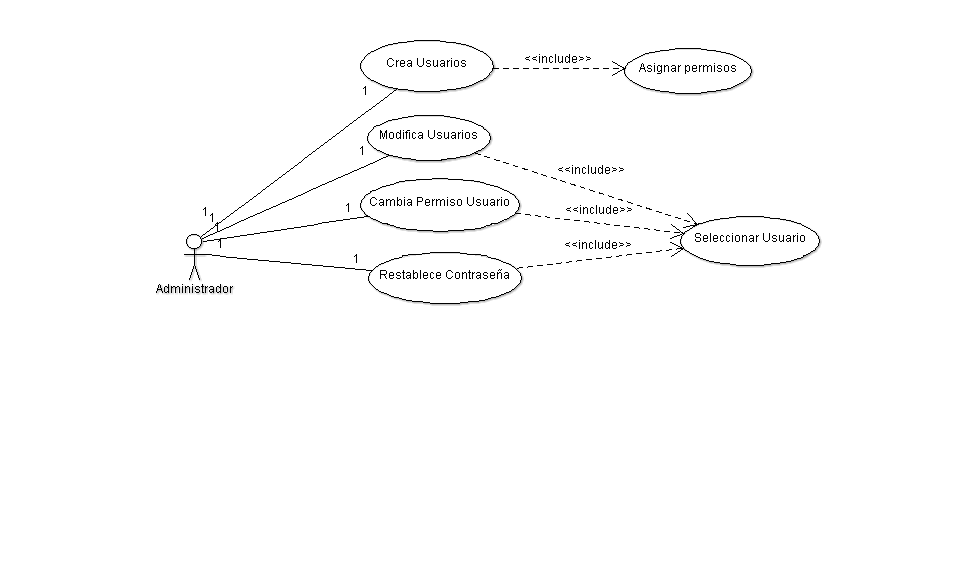 Crea Usuarios
<<include>>
Asignar permisos
1
Modifica Usuarios
1
<<include>>
Cambia Permiso Usuario
1
<<include>>
1
1
1
1
Seleccionar Usuario
<<include>>
1
Restablece Contraseña
Administrador